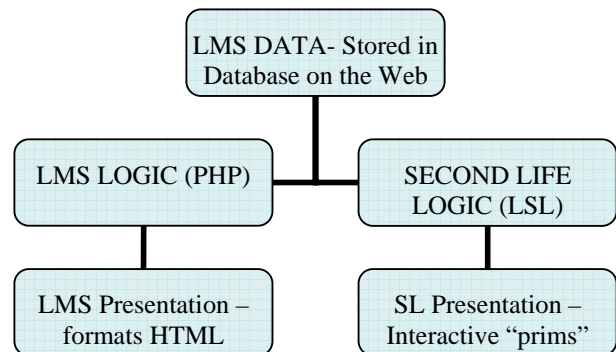 LMS DATA- Stored in
Database on the Web
LMS LOGIC (PHP)
SECOND LIFE
LOGIC (LSL)
LMS Presentation –
formats HTML
SL Presentation –
Interactive “prims”